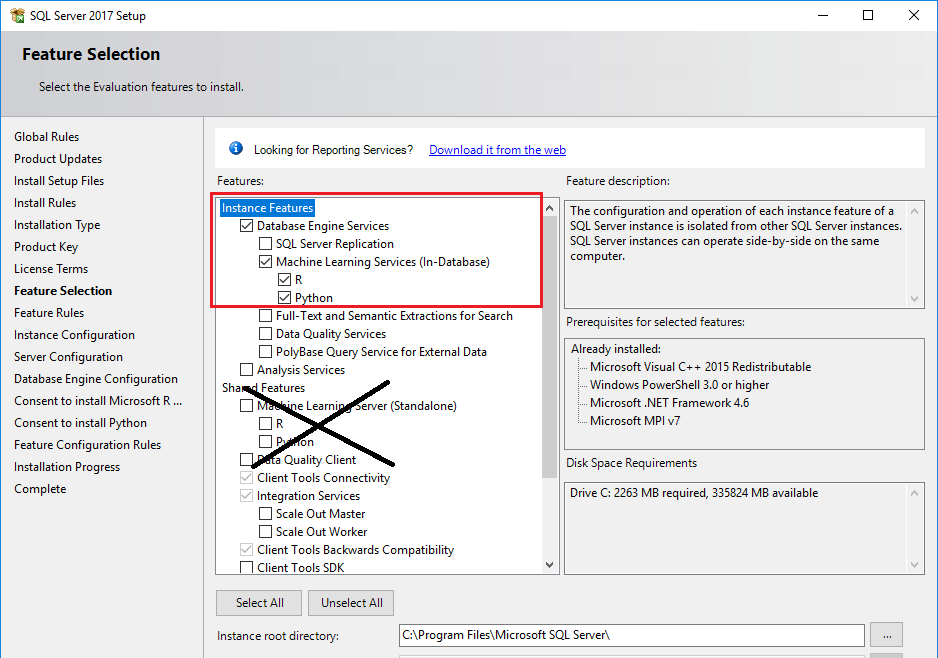 SQL Server 2017 Setup
Feature Selection
Select the Evaluation features to install.
Global Rules
Product Updates
Install Setup Files
Install Rules
Installation Type
Product Key
License Terms
Feature Selection
Feature Rules
Instance Configuration
Server Configuration
Database Engine Configuration
Consent to install Microsoft R ...
Consent to install Python
Feature Configuration Rules
Installation Progress
Complete
Looking for Reporting Services? Download it from the web
Features:
Instance Features
Database Engine Services
SQL Server Replication
Machine Learning Services (In-Database)
R
Python
Full-Text and Semantic Extractions for Search
Data Quality Services
PolyBase Query Service for External Data
Analysis Services
Shared Features
Machine Learning Server (Standalone)
R
Python
Data Quality Client
Client Tools Connectivity
Integration Services
Scale Out Master
Scale Out Worker
Client Tools Backwards Compatibility
Client Tools SDK
Feature description:
The configuration and operation of each instance feature of a
SQL Server instance is isolated from other SQL Server instances.
SQL Server instances can operate side-by-side on the same
computer.
Prerequisites for selected features:
Already installed:
Microsoft Visual C++ 2015 Redistributable
Windows PowerShell 3.0 or higher
Microsoft .NET Framework 4.6
Microsoft MPI v7
Disk Space Requirements
Drive C: 2263 MB required, 335824 MB available
Select All
Unselect All
Instance root directory:
C:\Program Files\Microsoft SQL Server\
...